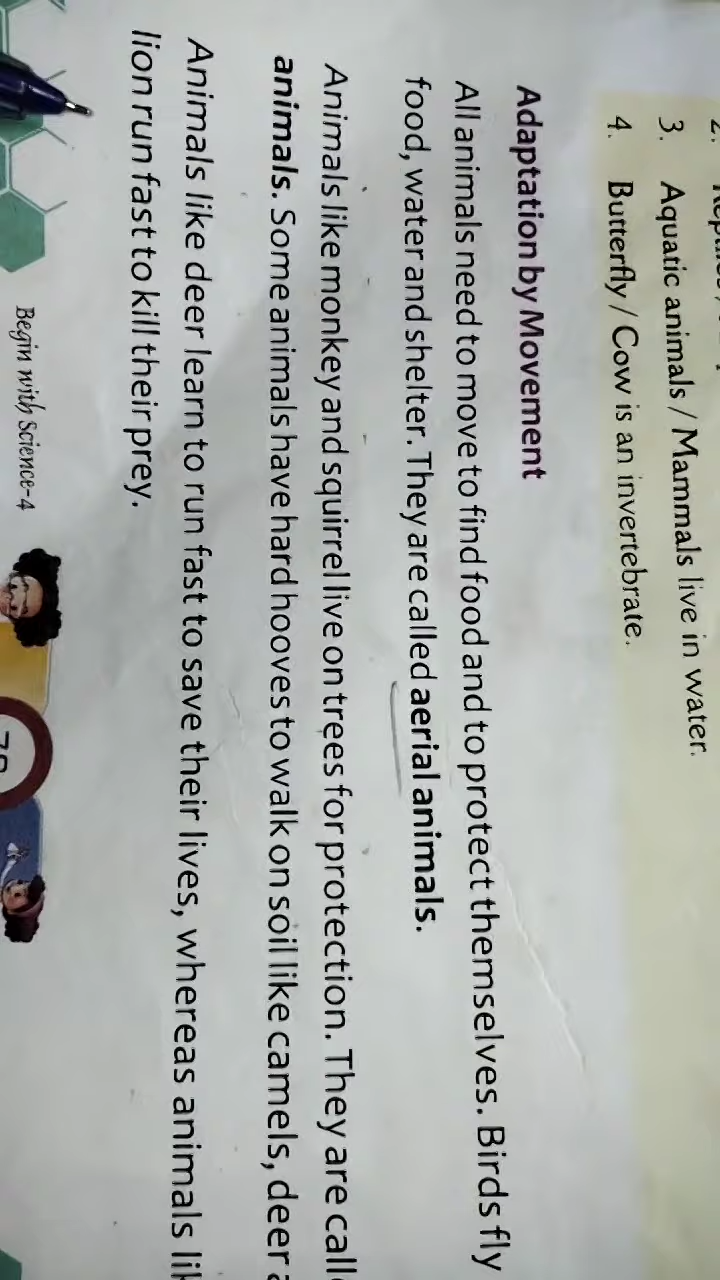 3. Aquatic animals / Mammals live in water.
4. Butterfly / Cow is an invertebrate.
Adaptation by Movement
All animals need to move to find food and to protect themselves. Birds fly
food, water and shelter. They are called aerial animals.
Animals like monkey and squirrel live on trees for protection. They are
animals. Some animals have hard hooves to walk on soil like camels, deer
Animals like deer learn to run fast to save their lives, whereas animals
lion run fast to kill their prey.
Begin with Science-4